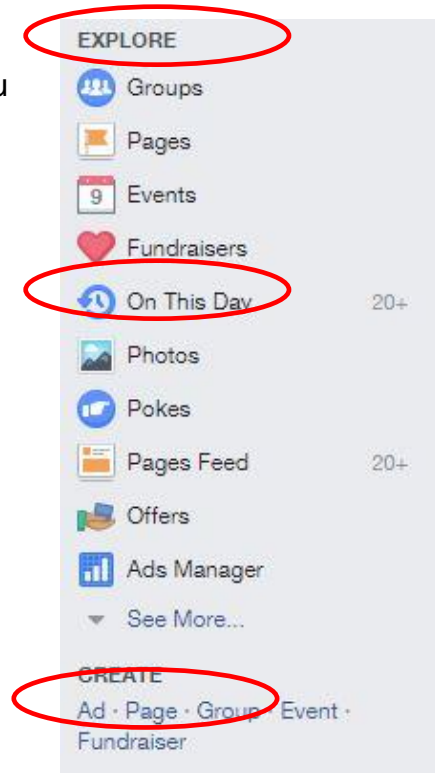 EXPLORE
u
Groups
Pages
9 Events
Fundraisers
On This Day 20+
Photos
Pokes
Pages Feed 20+
Offers
Ads Manager
See More...
CREATE
Ad · Page · Group · Event ·
Fundraiser